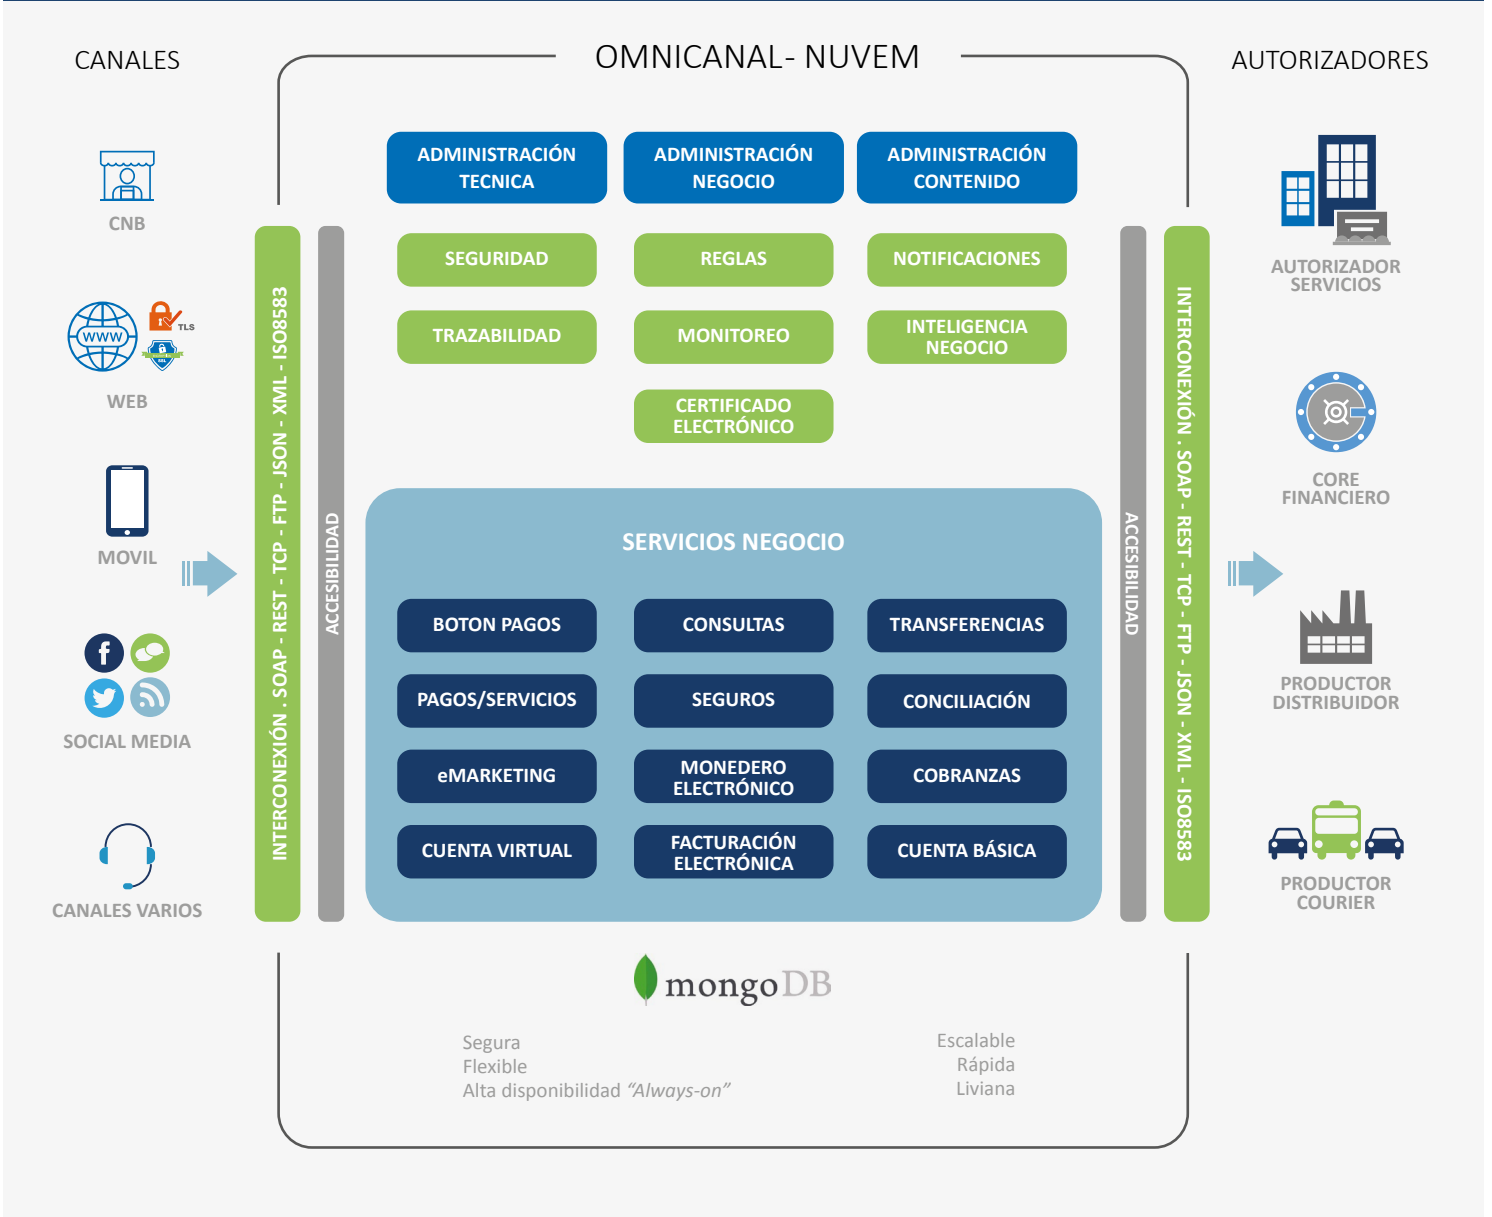 CANALES
OMNICANAL- NUVEM
AUTORIZADORES
CNB
WWW
TLS
SSL
WEB
MOVIL
SOCIAL MEDIA
CANALES VARIOS
INTERCONEXIÓN . SOAP - REST - TCP - FTP - JSON - XML - ISO8583
ACCESIBILIDAD
ADMINISTRACIÓN
TECNICA
ADMINISTRACIÓN
NEGOCIO
ADMINISTRACIÓN
CONTENIDO
SEGURIDAD
REGLAS
NOTIFICACIONES
TRAZABILIDAD
MONITOREO
INTELIGENCIA
NEGOCIO
CERTIFICADO
ELECTRÓNICO
SERVICIOS NEGOCIO
BOTON PAGOS
CONSULTAS
TRANSFERENCIAS
PAGOS/SERVICIOS
SEGUROS
CONCILIACIÓN
eMARKETING
MONEDERO
ELECTRÓNICO
COBRANZAS
CUENTA VIRTUAL
FACTURACIÓN
ELECTRÓNICA
CUENTA BÁSICA
ACCESIBILIDAD
INTERCONEXIÓN . SOAP - REST - TCP - FTP - JSON - XML - ISO8583
AUTORIZADOR
SERVICIOS
CORE
FINANCIERO
PRODUCTOR
DISTRIBUIDOR
PRODUCTOR
COURIER
mongoDB
Segura
Flexible
Alta disponibilidad “Always-on”
Escalable
Rápida
Liviana